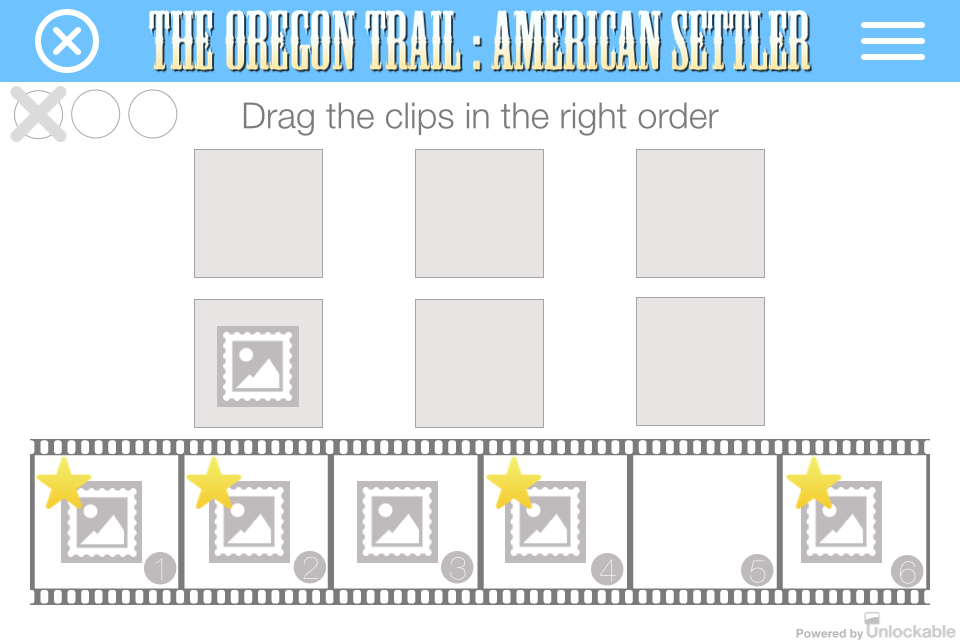 THE OREGON TRAIL : AMERICAN SETTLER
Drag the clips in the right order
1 2 3 4 5 6
Powered by Unlockable